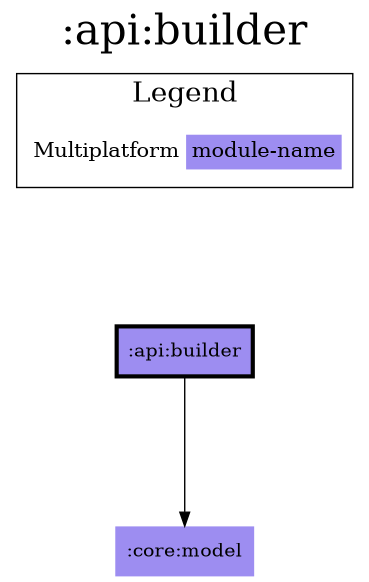 :api:builder
Legend
Multiplatform module-name
:api:builder
:core:model